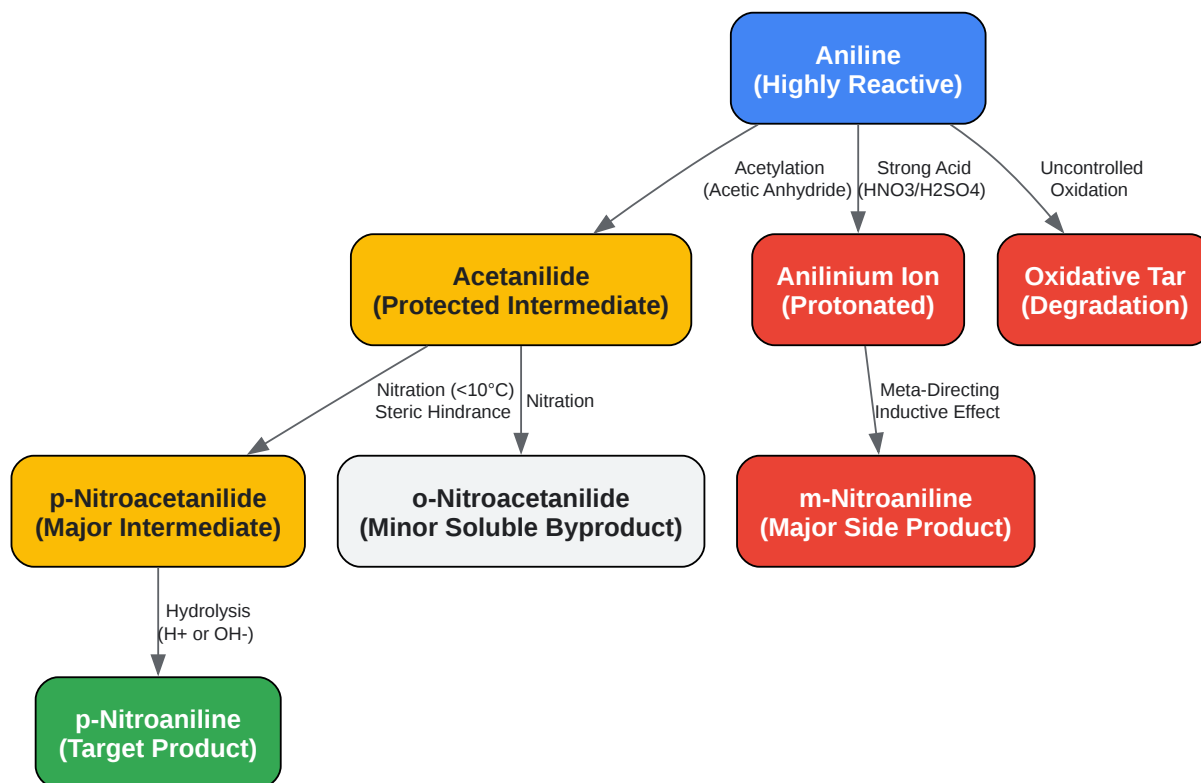 Aniline
(Highly Reactive)
Acetylation
(Acetic Anhydride)
Strong Acid
(HNO3/H2SO4)
Uncontrolled
Oxidation
Acetanilide
(Protected Intermediate)
Anilinium Ion
(Protonated)
Oxidative Tar
(Degradation)
Nitration (<10°C)
Steric Hindrance
Nitration
Meta-Directing
Inductive Effect
p-Nitroacetanilide
(Major Intermediate)
o-Nitroacetanilide
(Minor Soluble Byproduct)
m-Nitroaniline
(Major Side Product)
Hydrolysis
(H+ or OH-)
p-Nitroaniline
(Target Product)